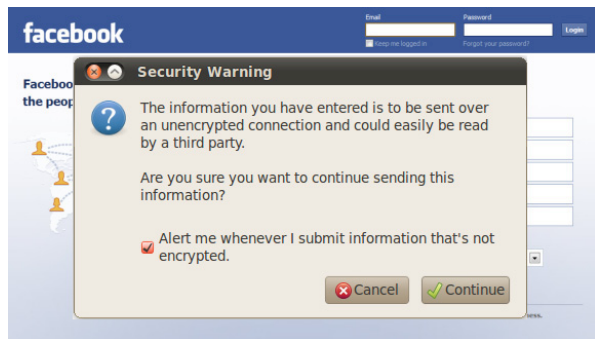 facebook
Email
Password
Keep me logged in
Forgot your password?
Login
Faceboo
the peop
Security Warning
The information you have entered is to be sent over
an unencrypted connection and could easily be read
by a third party.
Are you sure you want to continue sending this
information?
Alert me whenever I submit information that's not
encrypted.
Cancel
Continue